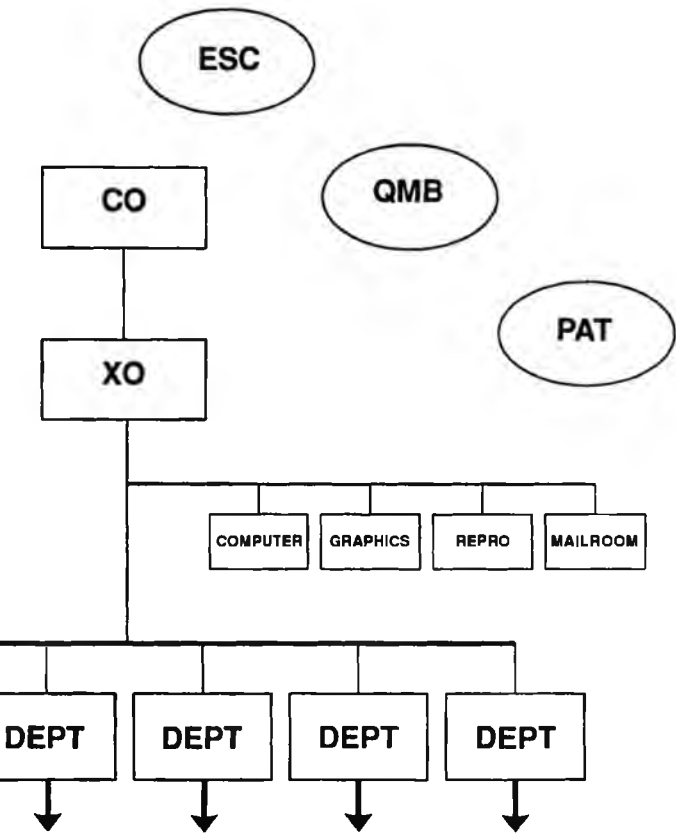 ESC
QMB
CO
PAT
XO
COMPUTER GRAPHICS REPRO MAILROOM
DEPT DEPT DEPT DEPT